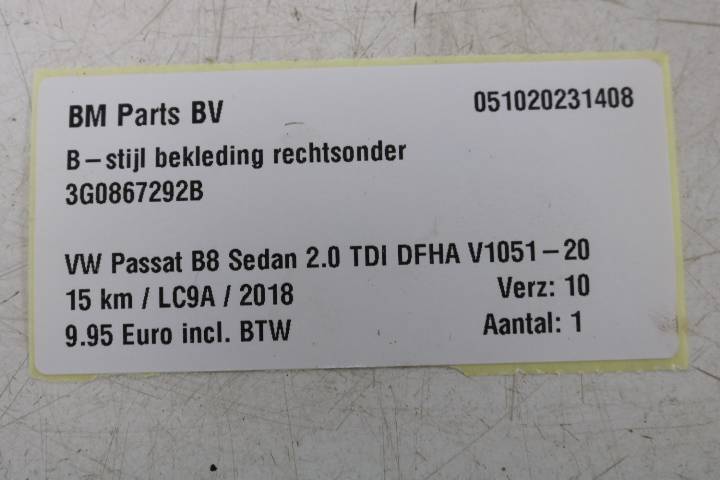 BM Parts BV 051020231408
B-stijl bekleding rechtsonder
3G0867292B
VW Passat B8 Sedan 2.0 TDI DFHA V1051-20
15 km / LC9A / 2018 Verz: 10
9.95 Euro incl. BTW Aantal: 1